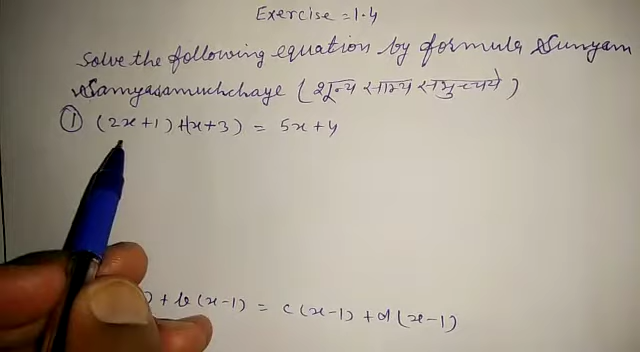 Exercise = 1.4
Solve the following equation by formula Sunyam
Samyasamuchchaye (शून्य साम्य समुच्चये)
① (2x+1)+(x+3) = 5x+4
) + b(x-1) = c(x-1) + d(x-1)